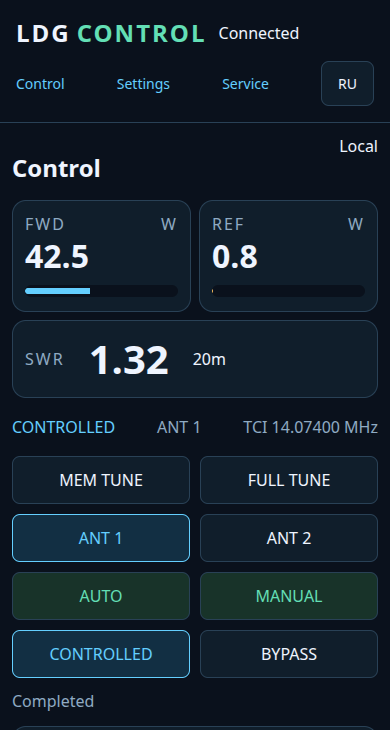 LDG CONTROL Connected
Control Settings Service RU
Local
Control
FWD W REF W
42.5 0.8
SWR 1.32 20m
CONTROLLED ANT 1 TCI 14.07400 MHz
MEM TUNE FULL TUNE
ANT 1 ANT 2
AUTO MANUAL
CONTROLLED BYPASS
Completed